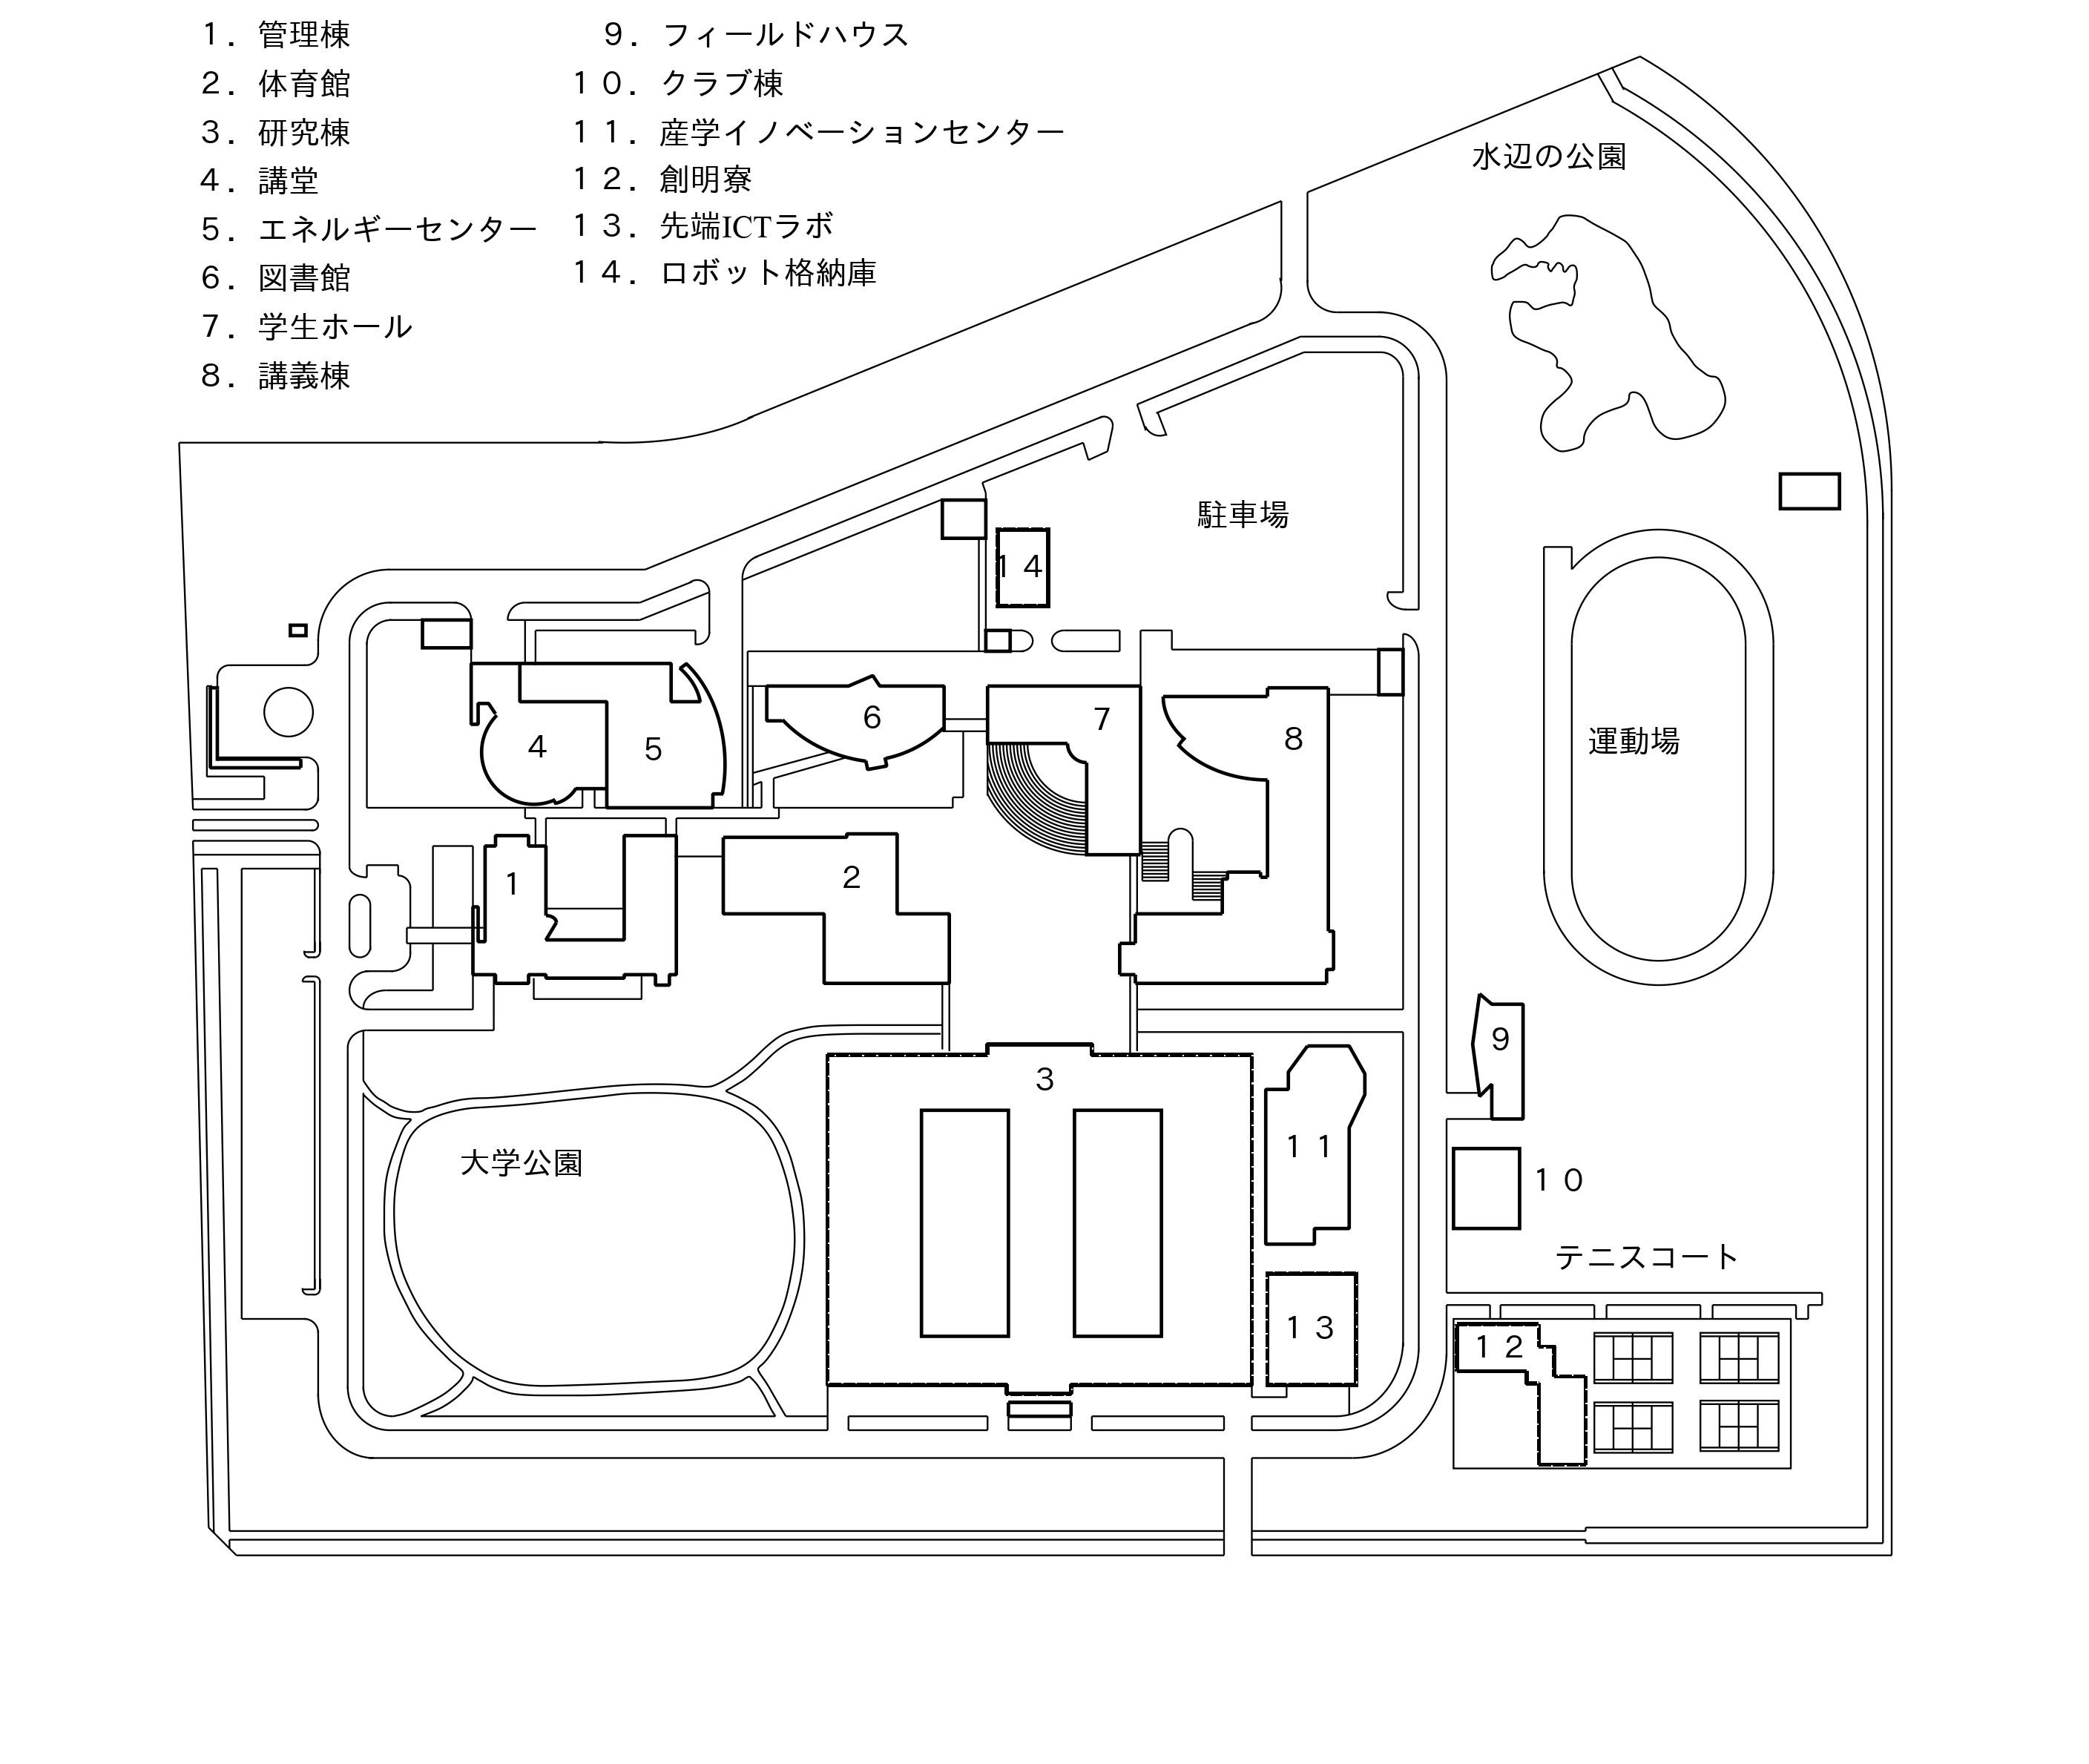 １．管理棟
２．体育館
３．研究棟
４．講堂
５．エネルギーセンター
６．図書館
７．学生ホール
８．講義棟
９．フィールドハウス
１０．クラブ棟
１１．産学イノベーションセンター
１２．創明寮
１３．先端ICTラボ
１４．ロボット格納庫
水辺の公園
駐車場
１４
６
７
８
４
５
運動場
１
２
９
３
１１
大学公園
１０
テニスコート
１３
１２